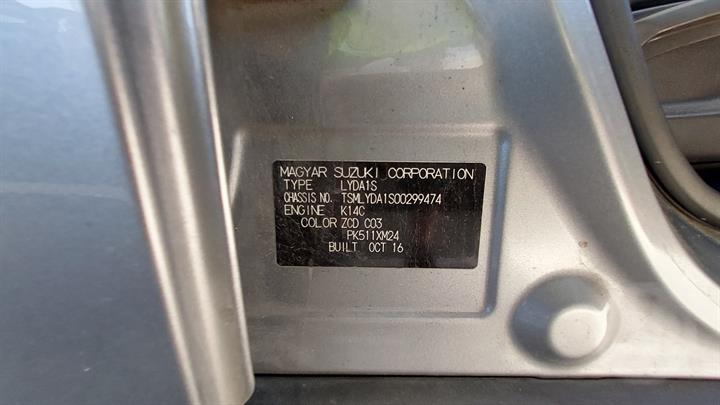 MAGYAR SUZUKI CORPORATION
TYPE LYDA1S
CHASSIS NO. TSMLYDA1S00299474
ENGINE K14C
COLOR ZCD C03
PK511XM24
BUILT OCT 16